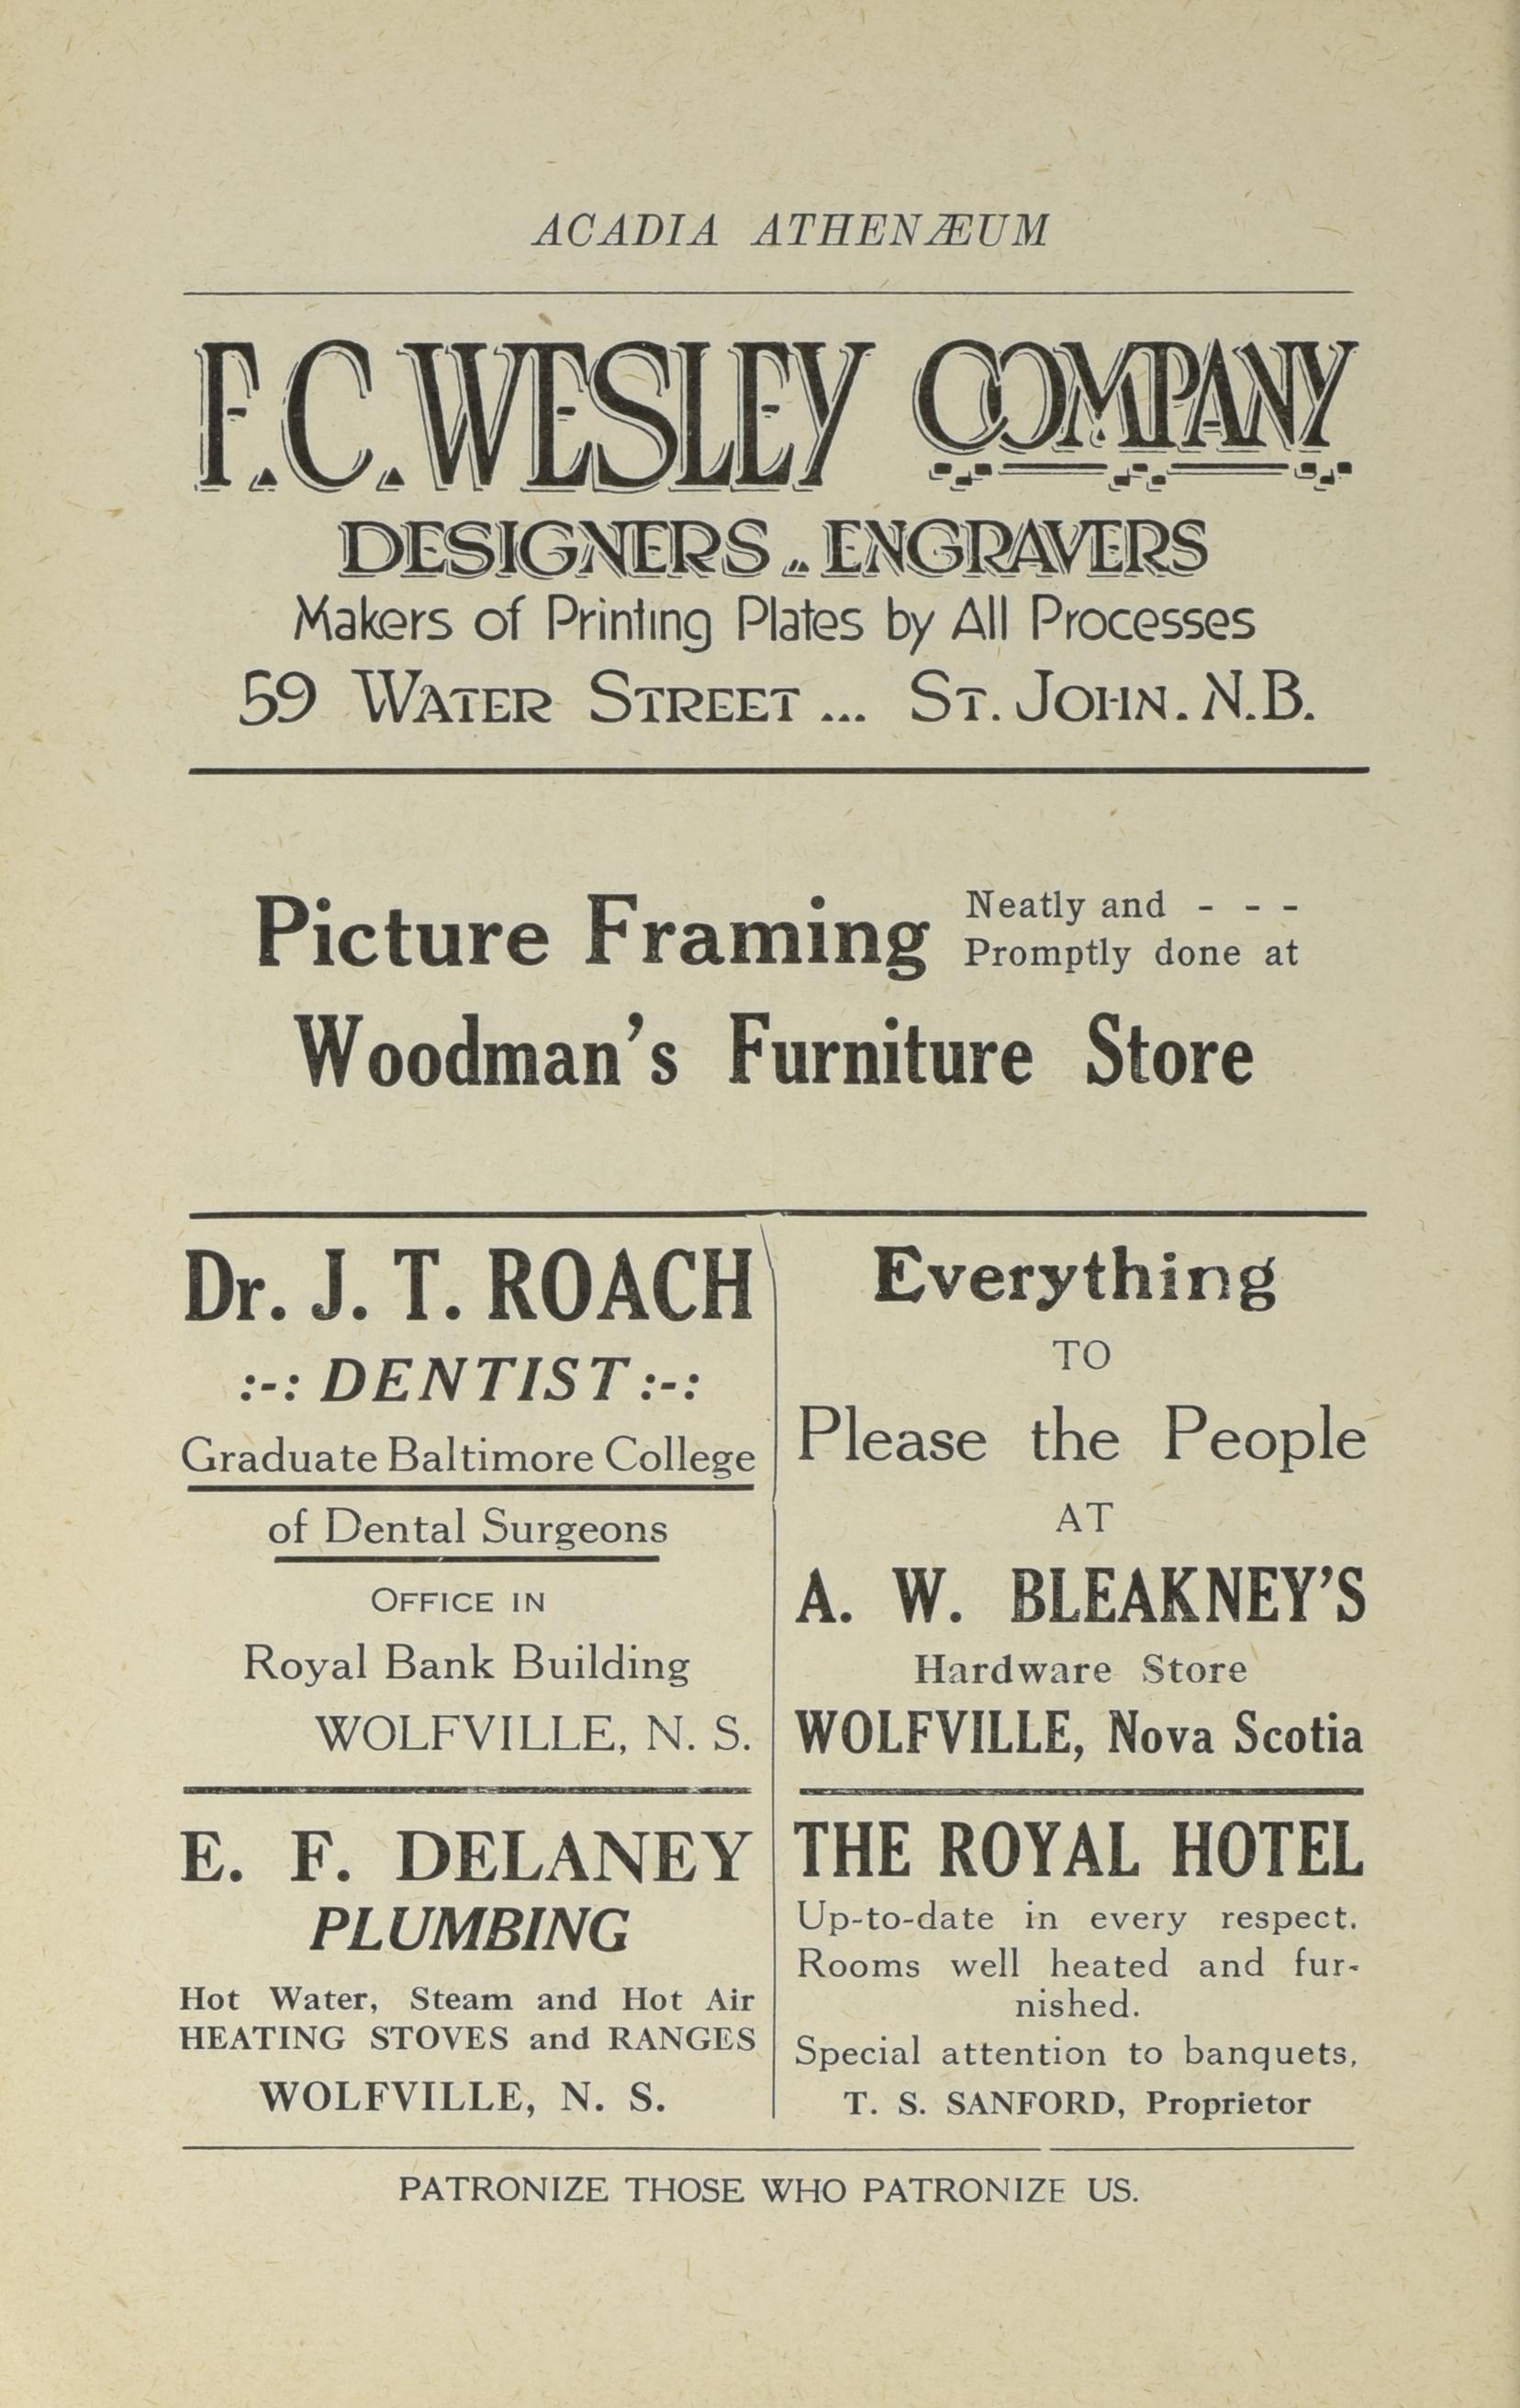 ACADIA ATHENÆUM
F.C. WESLEY COMPANY
DESIGNERS.. ENGRAVERS
Makers of Printing Plates by All Processes
59 WATER STREET... ST. JOHN. N.B.
Picture Framing Neatly and - - -
Promptly done at
Woodman's Furniture Store
Dr. J. T. ROACH
:-: DENTIST :-:
Graduate Baltimore College
of Dental Surgeons
OFFICE IN
Royal Bank Building
WOLFVILLE, N. S.
Everything
TO
Please the People
AT
A. W. BLEAKNEY'S
Hardware Store
WOLFVILLE, Nova Scotia
E. F. DELANEY
PLUMBING
Hot Water, Steam and Hot Air
HEATING STOVES and RANGES
WOLFVILLE, N. S.
THE ROYAL HOTEL
Up-to-date in every respect.
Rooms well heated and fur-
nished.
Special attention to banquets,
T. S. SANFORD, Proprietor
PATRONIZE THOSE WHO PATRONIZE US.